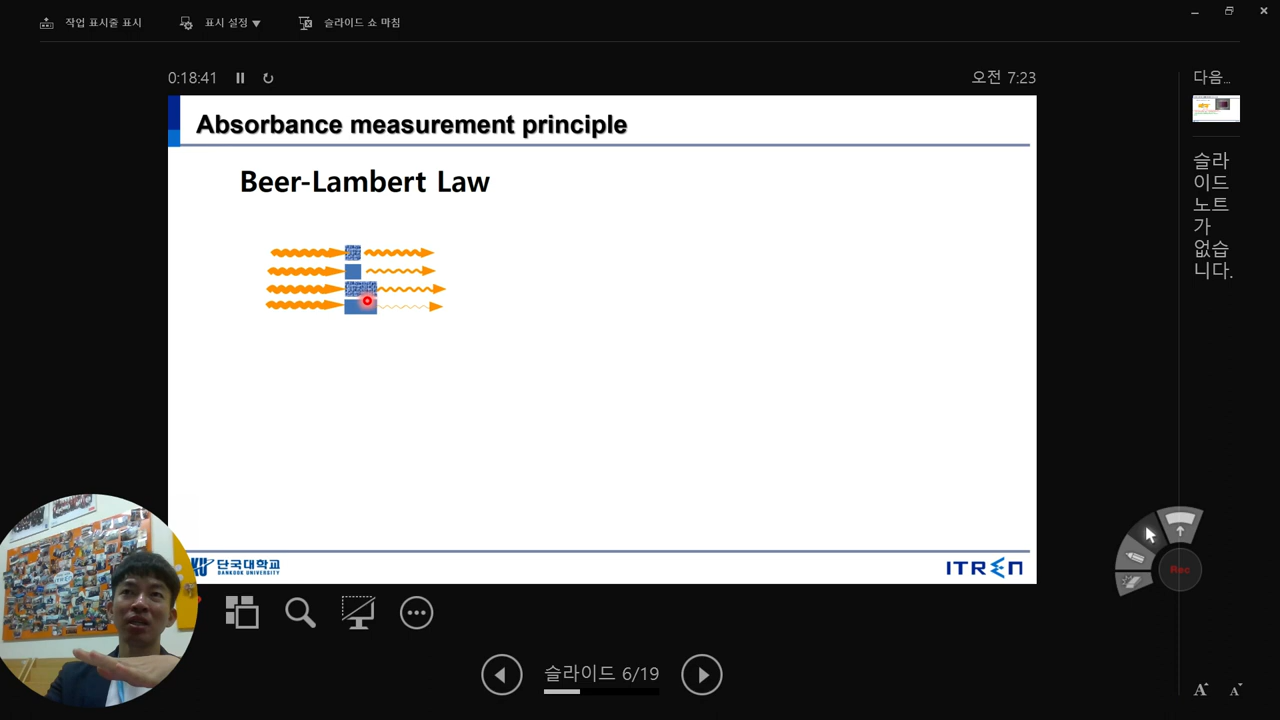 작업 표시줄 표시
표시 설정 ▼
슬라이드 쇼 마침
0:18:41
오전 7:23
다음...
Absorbance measurement principle
Beer-Lambert Law
슬라
이드
노트
가
없습
니다.
단국대학교
DANKOOK UNIVERSITY
ITREN
Rec
슬라이드 6/19
A A